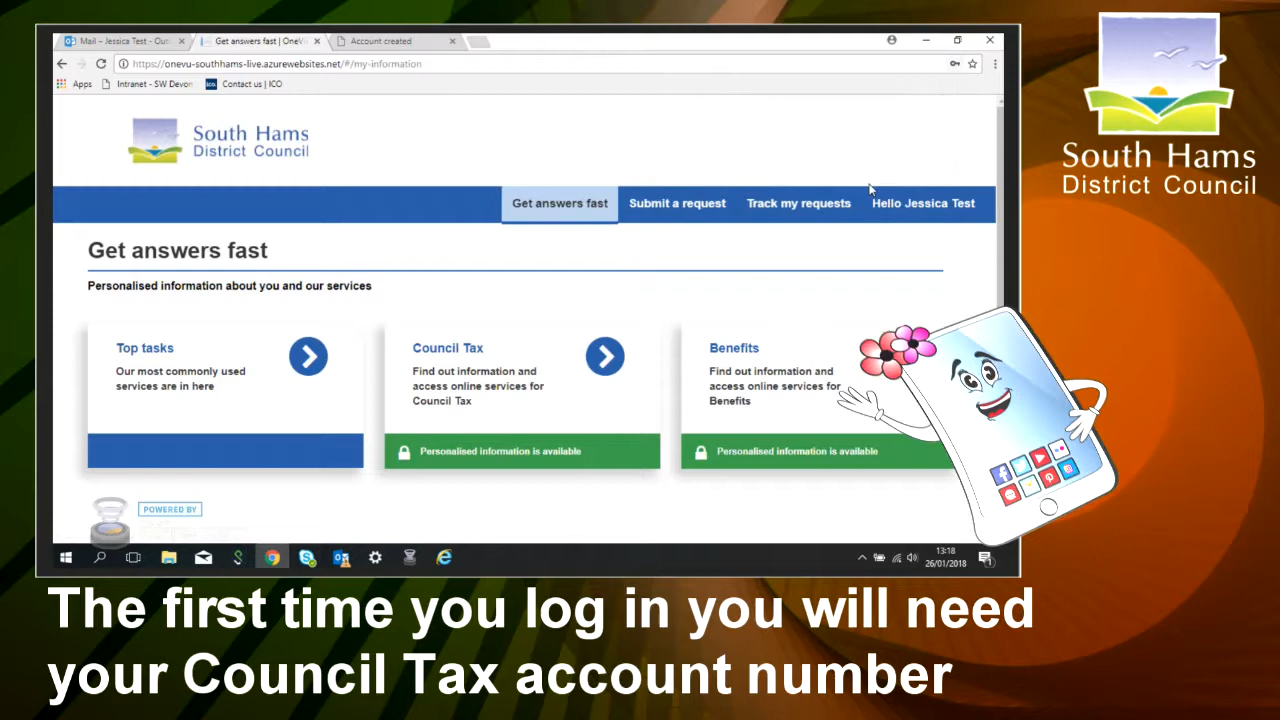 Mail – Jessica Test - Out
Get answers fast | OneV
Account created
https://onevu-southhams-live.azurewebsites.net/#/my-information
Apps
Intranet - SW Devon
ico.
Contact us | ICO
South Hams
District Council
South Hams
District Council
Get answers fast
Submit a request
Track my requests
Hello Jessica Test
Get answers fast
Personalised information about you and our services
Top tasks
Our most commonly used
services are in here
Council Tax
Find out information and
access online services for
Council Tax
Personalised information is available
Benefits
Find out information and
access online services for
Benefits
Personalised information is available
POWERED BY
13:18
26/01/2018
The first time you log in you will need
your Council Tax account number